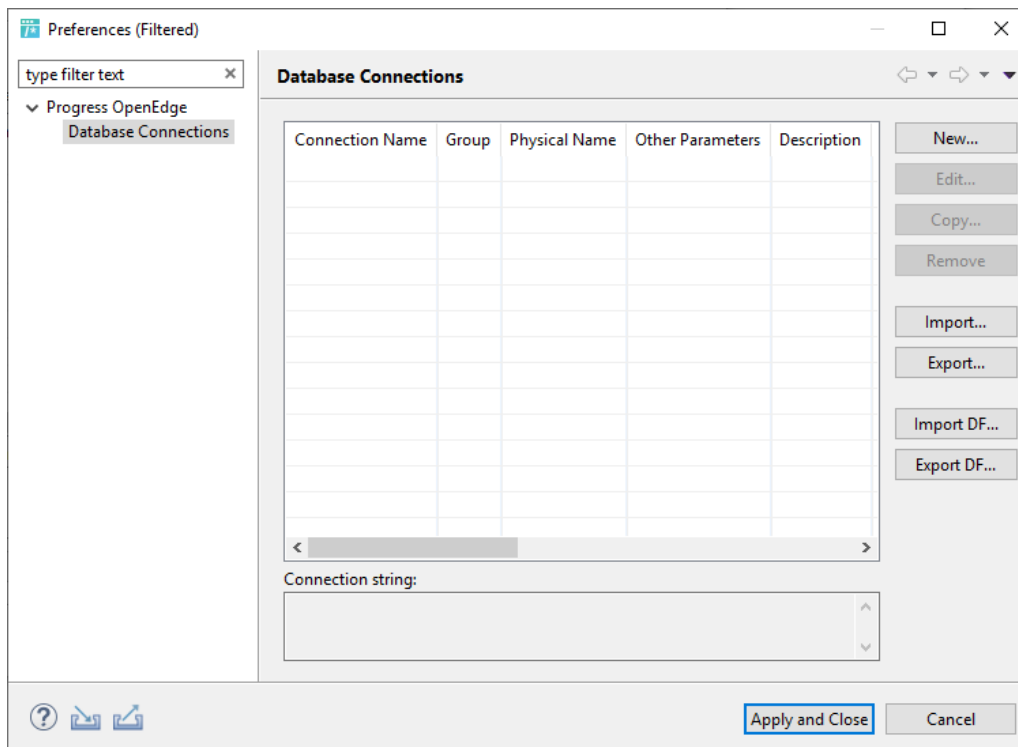 Preferences (Filtered)
type filter text
Progress OpenEdge
Database Connections
Database Connections
Connection Name Group Physical Name Other Parameters Description
New...
Edit...
Copy...
Remove
Import...
Export...
Import DF...
Export DF...
Connection string:
Apply and Close Cancel